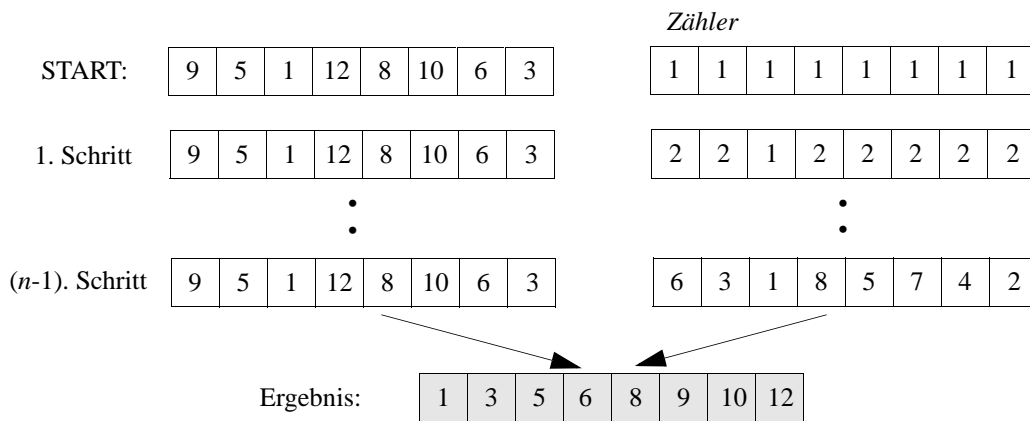 Zähler
START: 9 5 1 12 8 10 6 3 1 1 1 1 1 1 1 1
1. Schritt 9 5 1 12 8 10 6 3 2 2 1 2 2 2 2 2
(n-1). Schritt 9 5 1 12 8 10 6 3 6 3 1 8 5 7 4 2
Ergebnis: 1 3 5 6 8 9 10 12